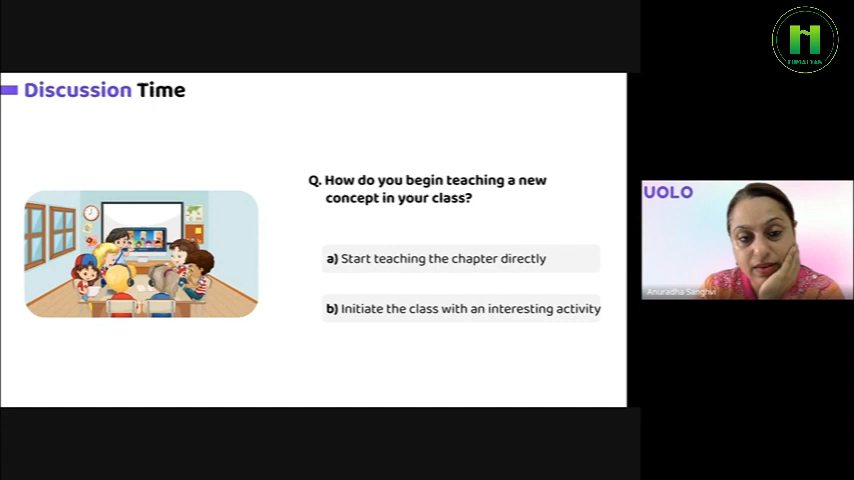 Discussion Time
Q. How do you begin teaching a new
concept in your class?
a) Start teaching the chapter directly
b) Initiate the class with an interesting activity
UOLO
Anuradha Sanghvi